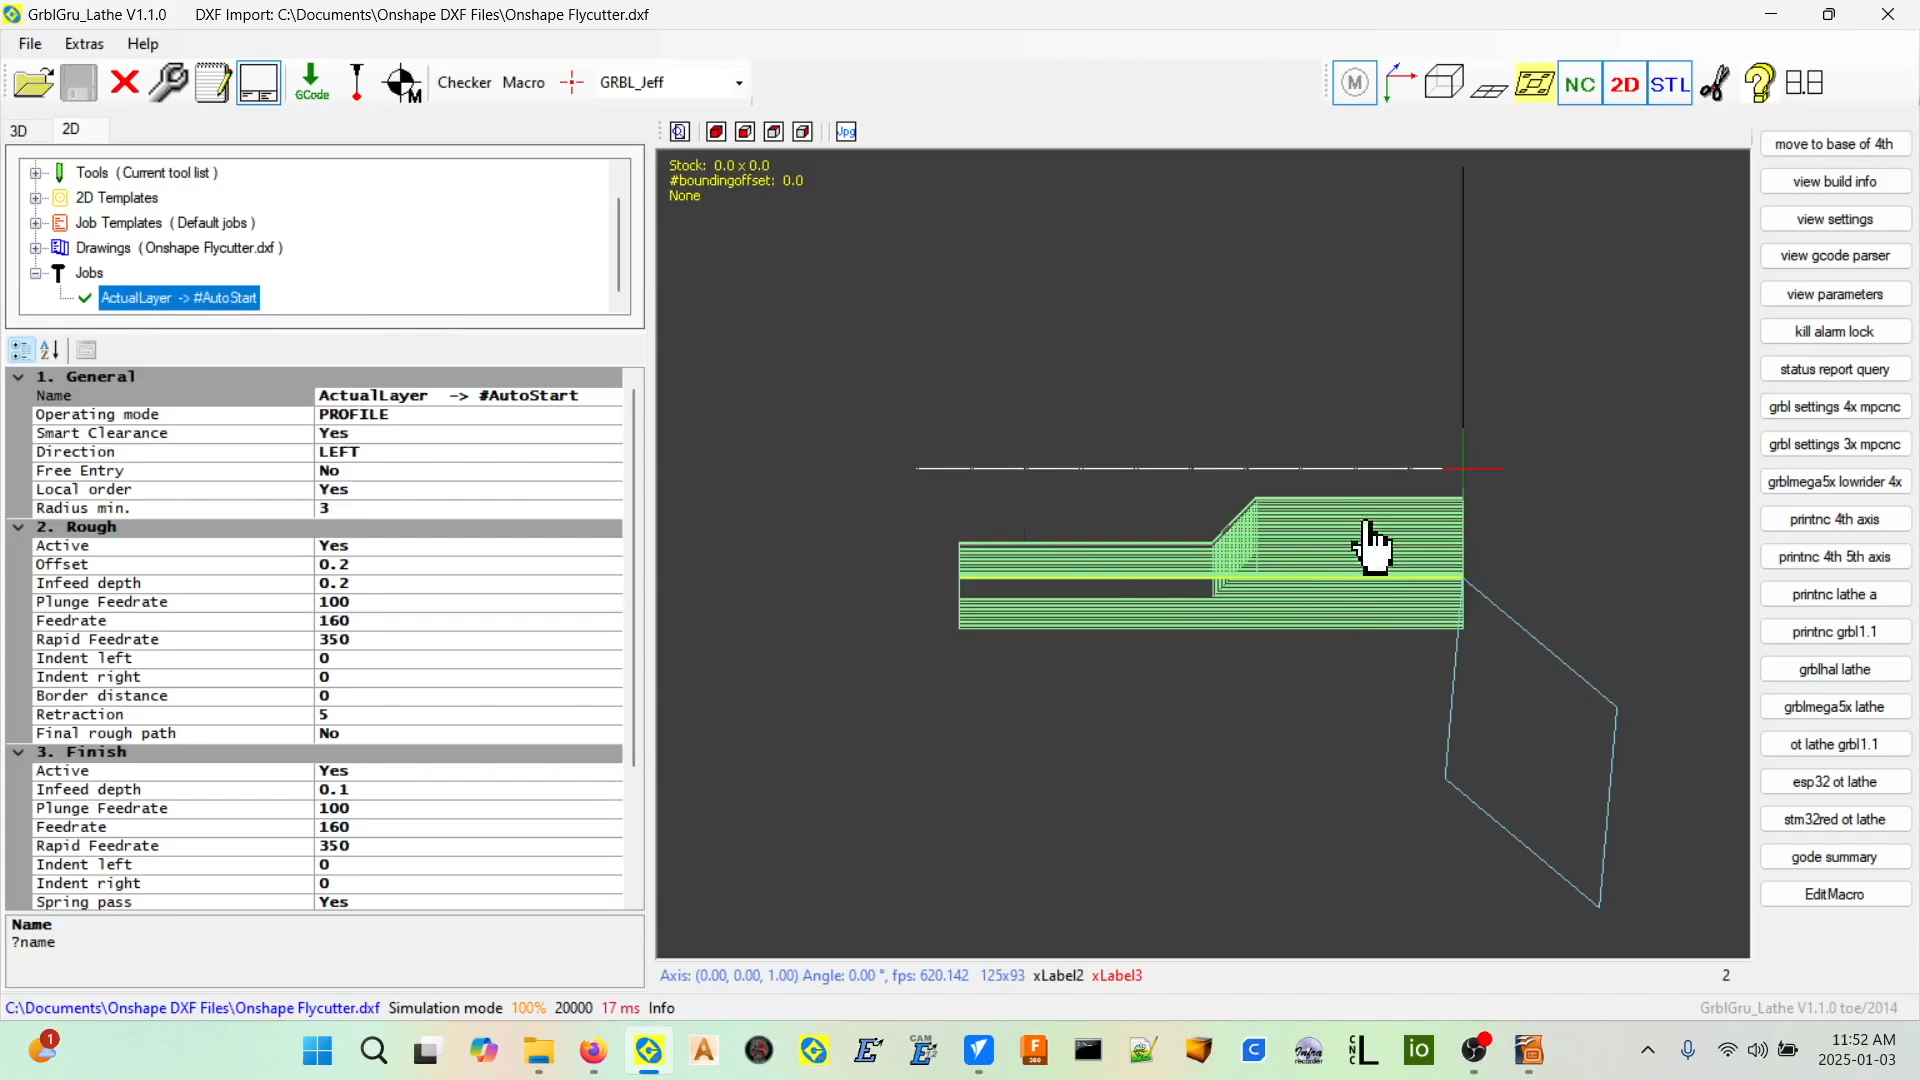 GrblGru_Lathe V1.1.0 DXF Import: C:\Documents\Onshape DXF Files\Onshape Flycutter.dxf
File Extras Help
GCode M Checker Macro GRBL_Jeff M NC 2D STL
3D 2D Jpg
Tools ( Current tool list )
2D Templates
Job Templates ( Default jobs )
Drawings ( Onshape Flycutter.dxf )
Jobs
ActualLayer -> #AutoStart
Stock: 0.0 x 0.0
#boundingoffset: 0.0
None
1. General
Name ActualLayer -> #AutoStart
Operating mode PROFILE
Smart Clearance Yes
Direction LEFT
Free Entry No
Local order Yes
Radius min. 3
2. Rough
Active Yes
Offset 0.2
Infeed depth 0.2
Plunge Feedrate 100
Feedrate 160
Rapid Feedrate 350
Indent left 0
Indent right 0
Border distance 0
Retraction 5
Final rough path No
3. Finish
Active Yes
Infeed depth 0.1
Plunge Feedrate 100
Feedrate 160
Rapid Feedrate 350
Indent left 0
Indent right 0
Spring pass Yes
Name
?name
move to base of 4th
view build info
view settings
view gcode parser
view parameters
kill alarm lock
status report query
grbl settings 4x mpcnc
grbl settings 3x mpcnc
grblmega5x lowrider 4x
printnc 4th axis
printnc 4th 5th axis
printnc lathe a
printnc grbl1.1
grblhal lathe
grblmega5x lathe
ot lathe grbl1.1
esp32 ot lathe
stm32red ot lathe
gode summary
EditMacro
Axis: (0.00, 0.00, 1.00) Angle: 0.00 °, fps: 620.142 125x93 xLabel2 xLabel3 2
C:\Documents\Onshape DXF Files\Onshape Flycutter.dxf Simulation mode 100% 20000 17 ms Info GrblGru_Lathe V1.1.0 toe/2014
11:52 AM
2025-01-03